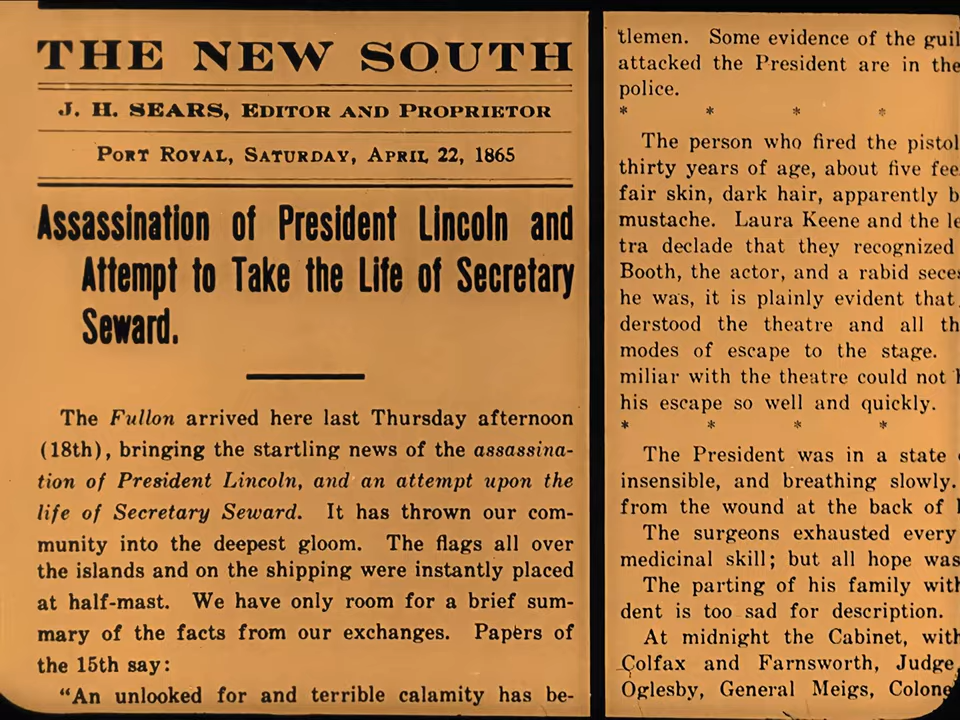 THE NEW SOUTH
J. H. SEARS, EDITOR AND PROPRIETOR
PORT ROYAL, SATURDAY, APRIL 22, 1865
Assassination of President Lincoln and
Attempt to Take the Life of Secretary
Seward.
The Fullon arrived here last Thursday afternoon
(18th), bringing the startling news of the assassina-
tion of President Lincoln, and an attempt upon the
life of Secretary Seward. It has thrown our com-
munity into the deepest gloom. The flags all over
the islands and on the shipping were instantly placed
at half-mast. We have only room for a brief sum-
mary of the facts from our exchanges. Papers of
the 15th say:
"An unlooked for and terrible calamity has be-
tlemen. Some evidence of the guil
attacked the President are in the
police.
* * * *
The person who fired the pistol
thirty years of age, about five fee
fair skin, dark hair, apparently b
mustache. Laura Keene and the le
tra declade that they recognized
Booth, the actor, and a rabid sece
he was, it is plainly evident that
derstood the theatre and all th
modes of escape to the stage.
miliar with the theatre could not
his escape so well and quickly.
* * * *
The President was in a state
insensible, and breathing slowly.
from the wound at the back of
The surgeons exhausted every
medicinal skill; but all hope was
The parting of his family with
dent is too sad for description.
At midnight the Cabinet, with
Colfax and Farnsworth, Judge
Oglesby, General Meigs, Colone